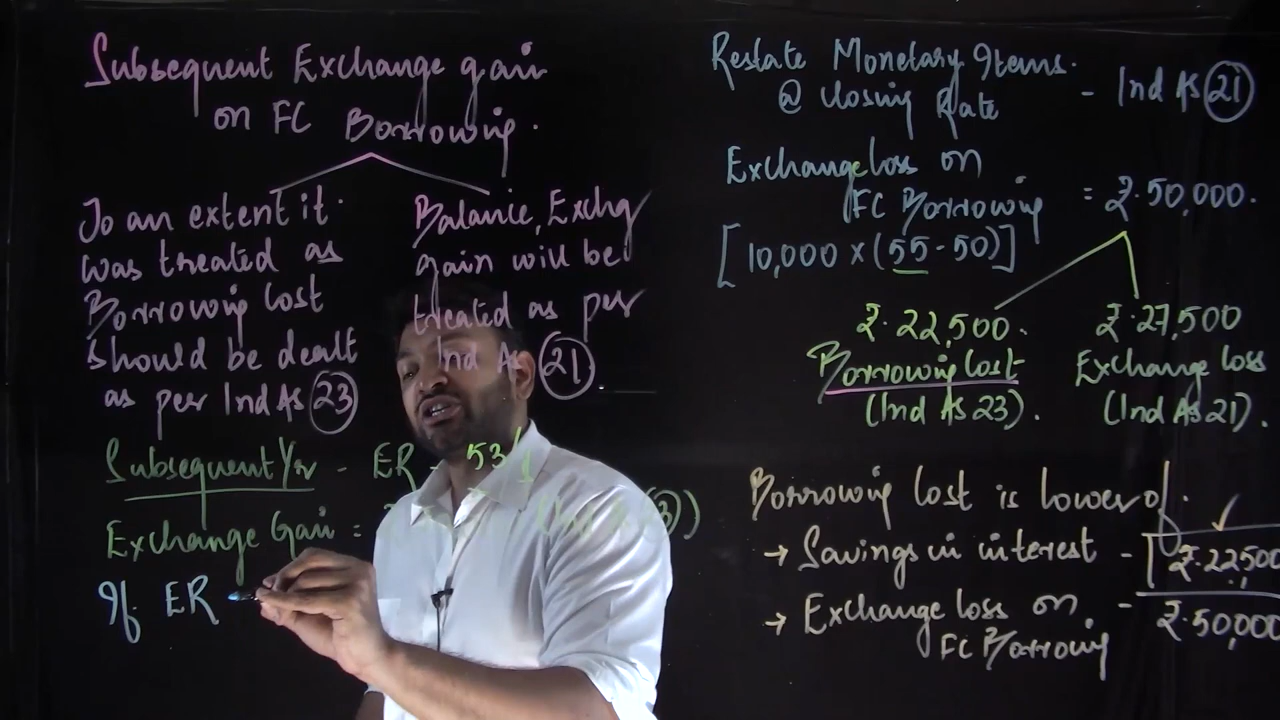 Subsequent Exchange gain
on FC Borrowing.
To an extent it
was treated as
Borrowing cost
should be dealt
as per Ind As 23
Balance, Exchg
gain will be
treated as per
Ind As 21
Subsequent Yr - ER - 53/
Exchange Gain =
If ER
Restate Monetary Items.
@ closing Rate
- Ind As 21
Exchange loss on
FC Borrowing = ₹.50,000.
[10,000 × (55-50)]
₹.22,500.
Borrowing cost
(Ind As 23).
₹.27,500
Exchange loss
(Ind As 21).
Borrowing cost is lower of.
→ Savings in interest - ₹.22,500
→ Exchange loss on - ₹.50,000
FC Borrowing